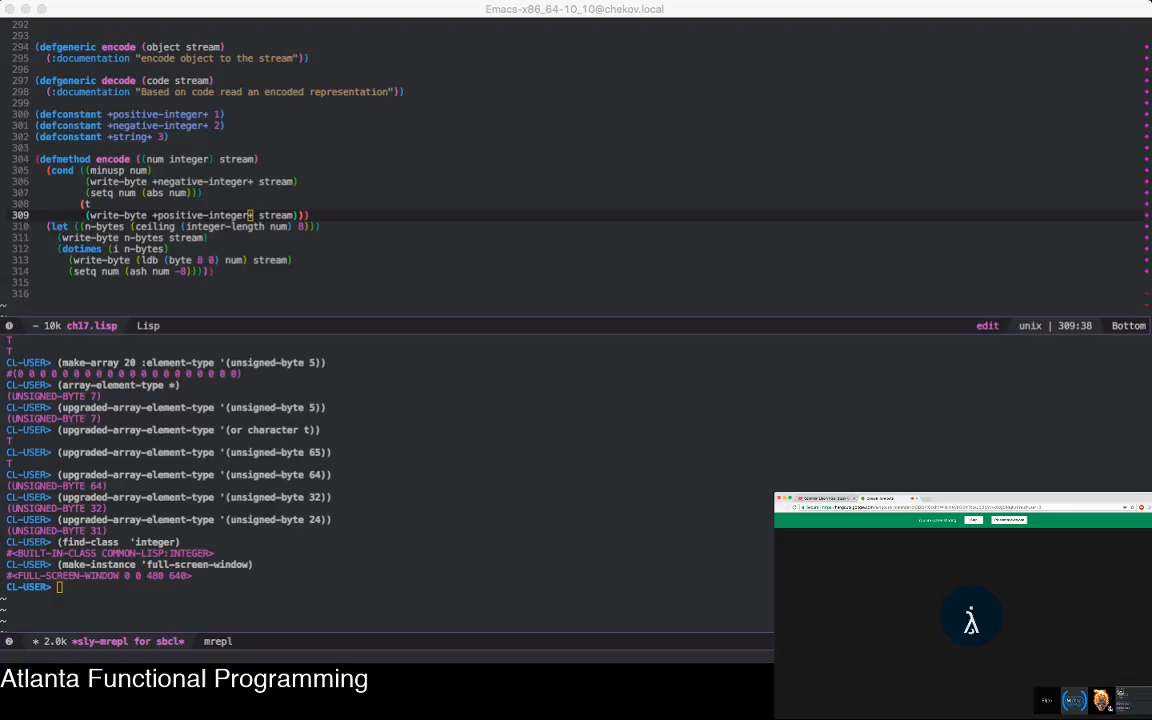 Emacs-x86_64-10_10@chekov.local
292
293
294 (defgeneric encode (object stream)
295 (:documentation "encode object to the stream"))
296
297 (defgeneric decode (code stream)
298 (:documentation "Based on code read an encoded representation"))
299
300 (defconstant +positive-integer+ 1)
301 (defconstant +negative-integer+ 2)
302 (defconstant +string+ 3)
303
304 (defmethod encode ((num integer) stream)
305 (cond ((minusp num)
306 (write-byte +negative-integer+ stream)
307 (setq num (abs num)))
308 (t
309 (write-byte +positive-integer+ stream)))
310 (let ((n-bytes (ceiling (integer-length num) 8)))
311 (write-byte n-bytes stream)
312 (dotimes (i n-bytes)
313 (write-byte (ldb (byte 8 0) num) stream)
314 (setq num (ash num -8)))))
315
316
~
❶ - 10k ch17.lisp Lisp edit unix | 309:38 Bottom
T
T
CL-USER> (make-array 20 :element-type '(unsigned-byte 5))
#(0 0 0 0 0 0 0 0 0 0 0 0 0 0 0 0 0 0 0 0)
CL-USER> (array-element-type *)
(UNSIGNED-BYTE 7)
CL-USER> (upgraded-array-element-type '(unsigned-byte 5))
(UNSIGNED-BYTE 7)
CL-USER> (upgraded-array-element-type '(or character t))
T
CL-USER> (upgraded-array-element-type '(unsigned-byte 65))
T
CL-USER> (upgraded-array-element-type '(unsigned-byte 64))
(UNSIGNED-BYTE 64)
CL-USER> (upgraded-array-element-type '(unsigned-byte 32))
(UNSIGNED-BYTE 32)
CL-USER> (upgraded-array-element-type '(unsigned-byte 24))
(UNSIGNED-BYTE 31)
CL-USER> (find-class 'integer)
#<BUILT-IN-CLASS COMMON-LISP:INTEGER>
CL-USER> (make-instance 'full-screen-window)
#<FULL-SCREEN-WINDOW 0 0 480 640>
CL-USER>
~
~
~
❷ * 2.0k *sly-mrepl for sbcl* mrepl
λ
Atlanta Functional Programming